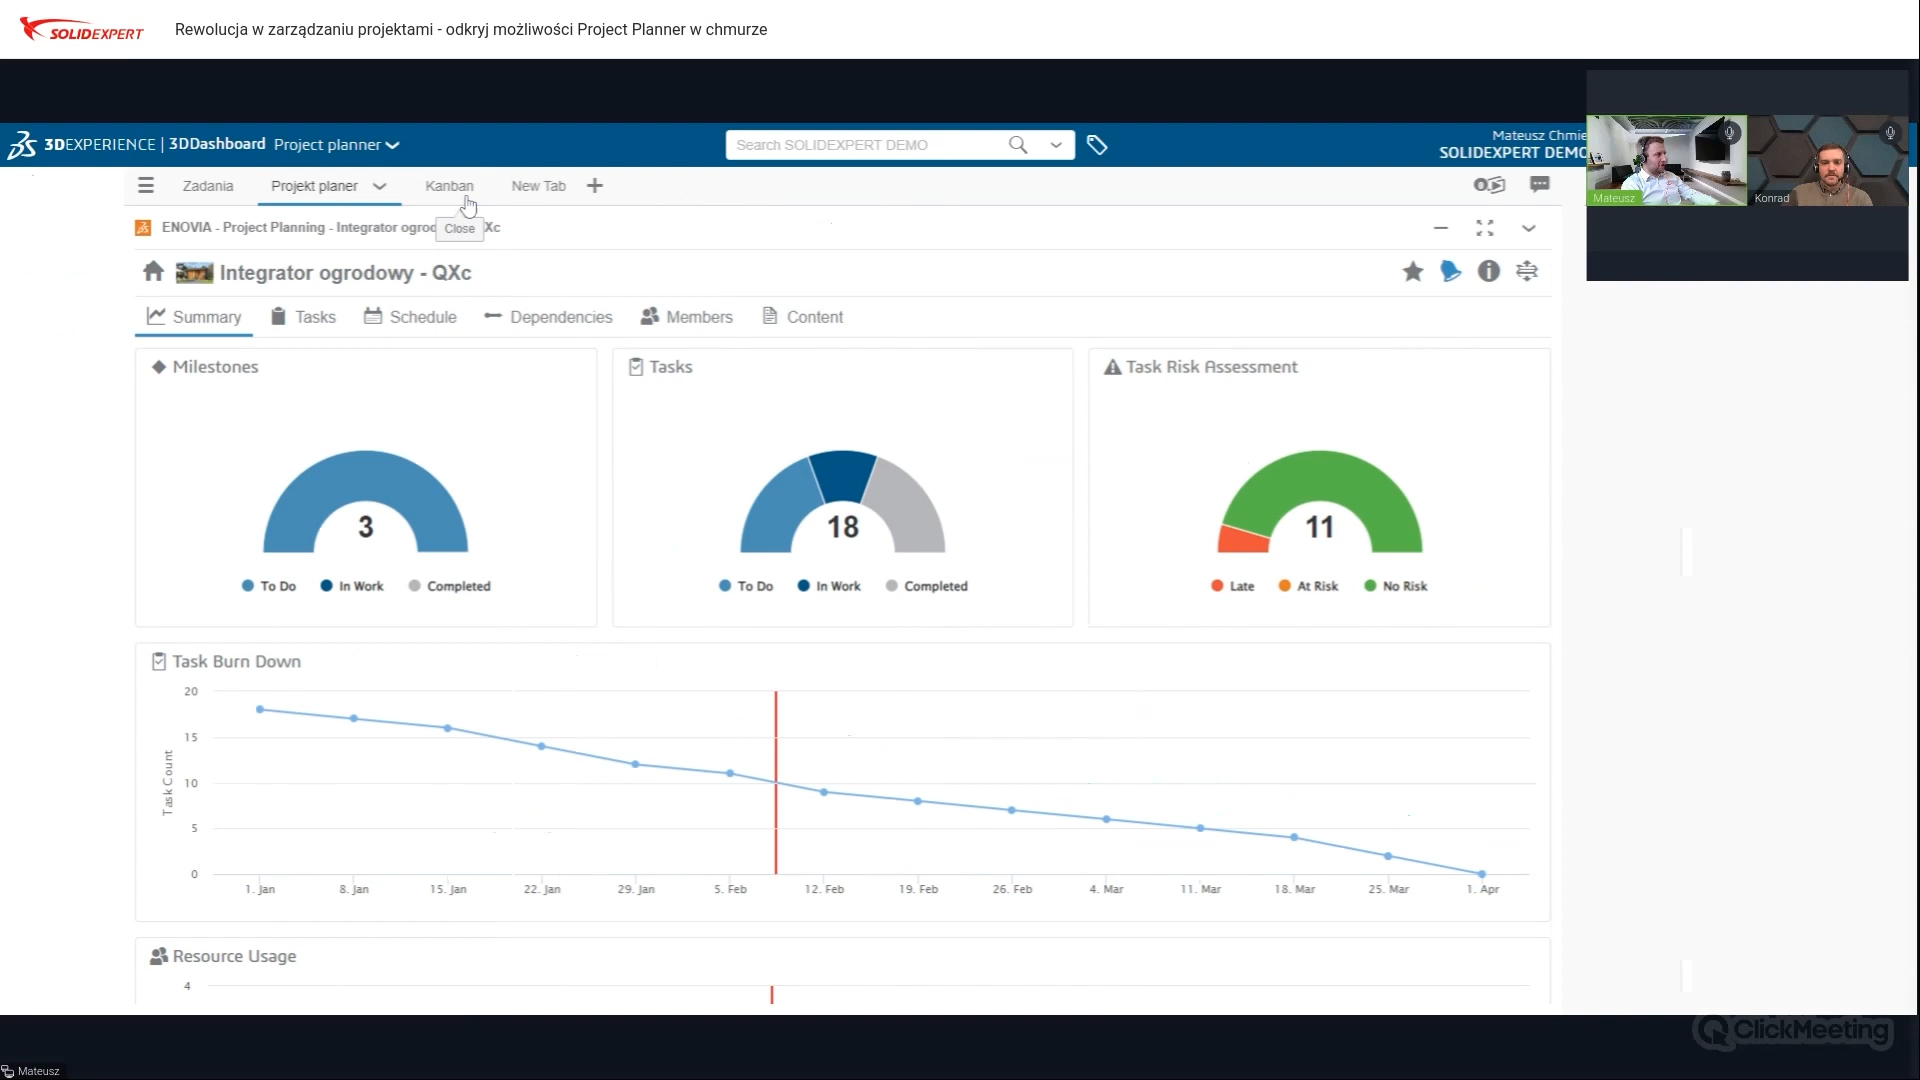 SOLIDEXPERT
Rewolucja w zarządzaniu projektami - odkryj możliwości Project Planner w chmurze
3DEXPERIENCE | 3DDashboard Project planner
Search SOLIDEXPERT DEMO
Mateusz Chmie
SOLIDEXPERT DEMO
Mateusz
Konrad
Zadania
Projekt planer
Kanban
New Tab
ENOVIA - Project Planning - Integrator ogroc
Close
Xc
Integrator ogrodowy - QXc
Summary
Tasks
Schedule
Dependencies
Members
Content
Milestones
3
To Do
In Work
Completed
Tasks
18
To Do
In Work
Completed
Task Risk Assessment
11
Late
At Risk
No Risk
Task Burn Down
Task Count
20
15
10
5
0
1. Jan
8. Jan
15. Jan
22. Jan
29. Jan
5. Feb
12. Feb
19. Feb
26. Feb
4. Mar
11. Mar
18. Mar
25. Mar
1. Apr
Resource Usage
4
ClickMeeting
Mateusz